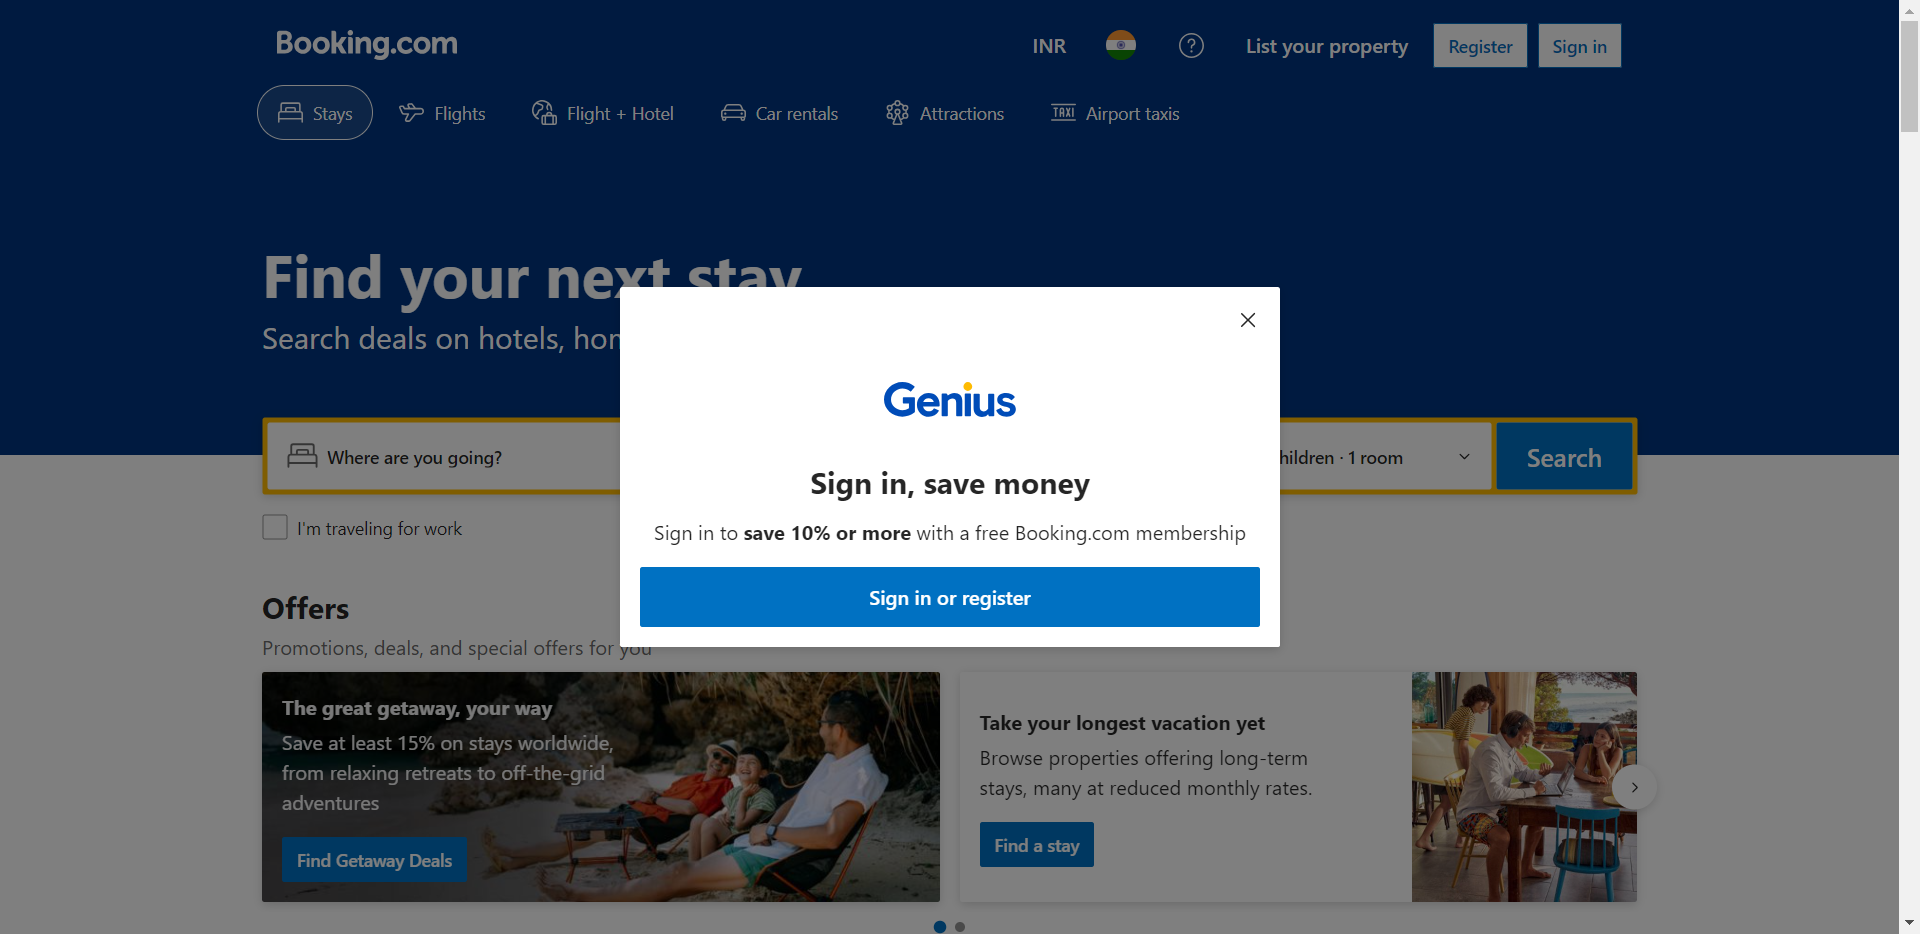 Booking.com
INR
List your property
Register
Sign in
Stays
Flights
Flight + Hotel
Car rentals
TAXI
Attractions
Airport taxis
Find your next stay
Search deals on hotels, hom
Genius
Sign in, save money
Sign in to save 10% or more with a free Booking.com membership
Sign in or register
Where are you going?
hildren · 1 room
Search
I'm traveling for work
Offers
Promotions, deals, and special offers for you
The great getaway, your way
Save at least 15% on stays worldwide,
from relaxing retreats to off-the-grid
adventures
Find Getaway Deals
Take your longest vacation yet
Browse properties offering long-term
stays, many at reduced monthly rates.
Find a stay